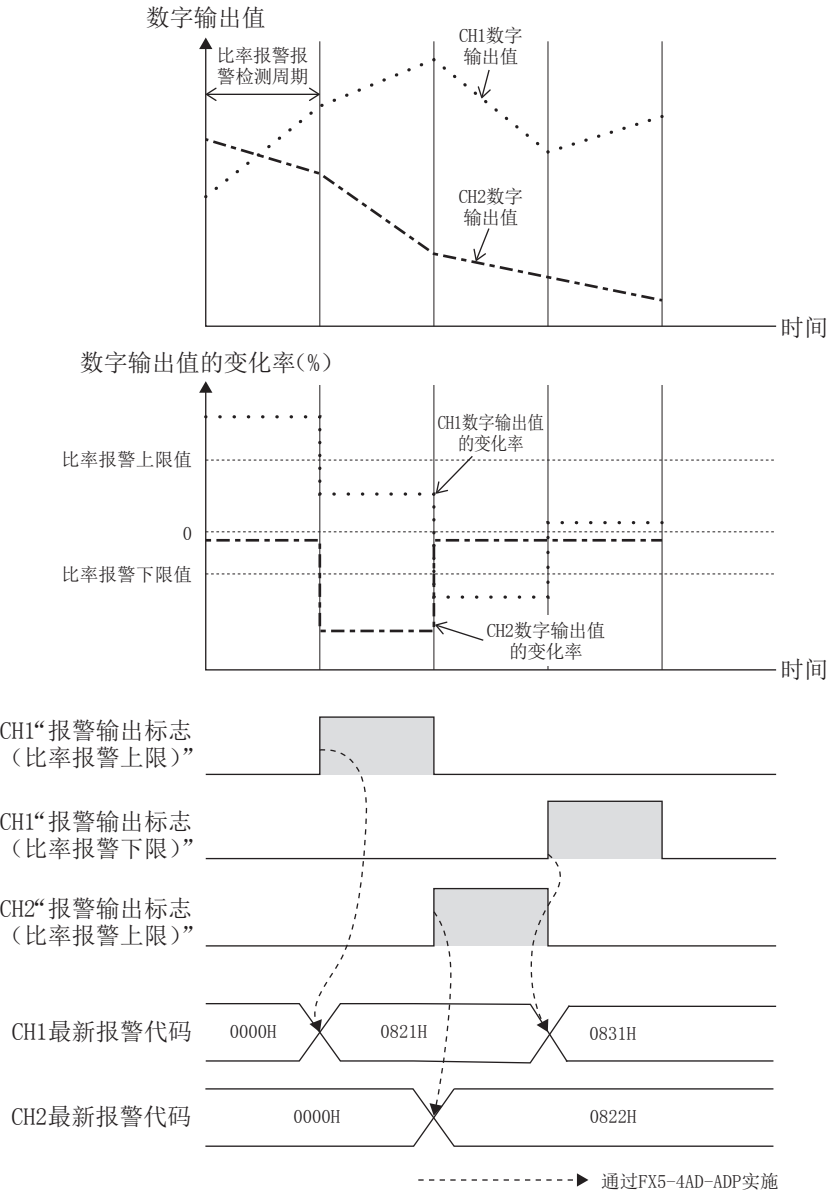 数字输出值
比率报警报
警检测周期
CH1数字
输出值
CH2数字
输出值
时间
数字输出值的变化率(%)
CH1数字输出值
的变化率
比率报警上限值
0
比率报警下限值
CH2数字输出值
的变化率
时间
CH1“报警输出标志
（比率报警上限）”
CH1“报警输出标志
（比率报警下限）”
CH2“报警输出标志
（比率报警上限）”
CH1最新报警代码
0000H
0821H
0831H
CH2最新报警代码
0000H
0822H
通过FX5-4AD-ADP实施